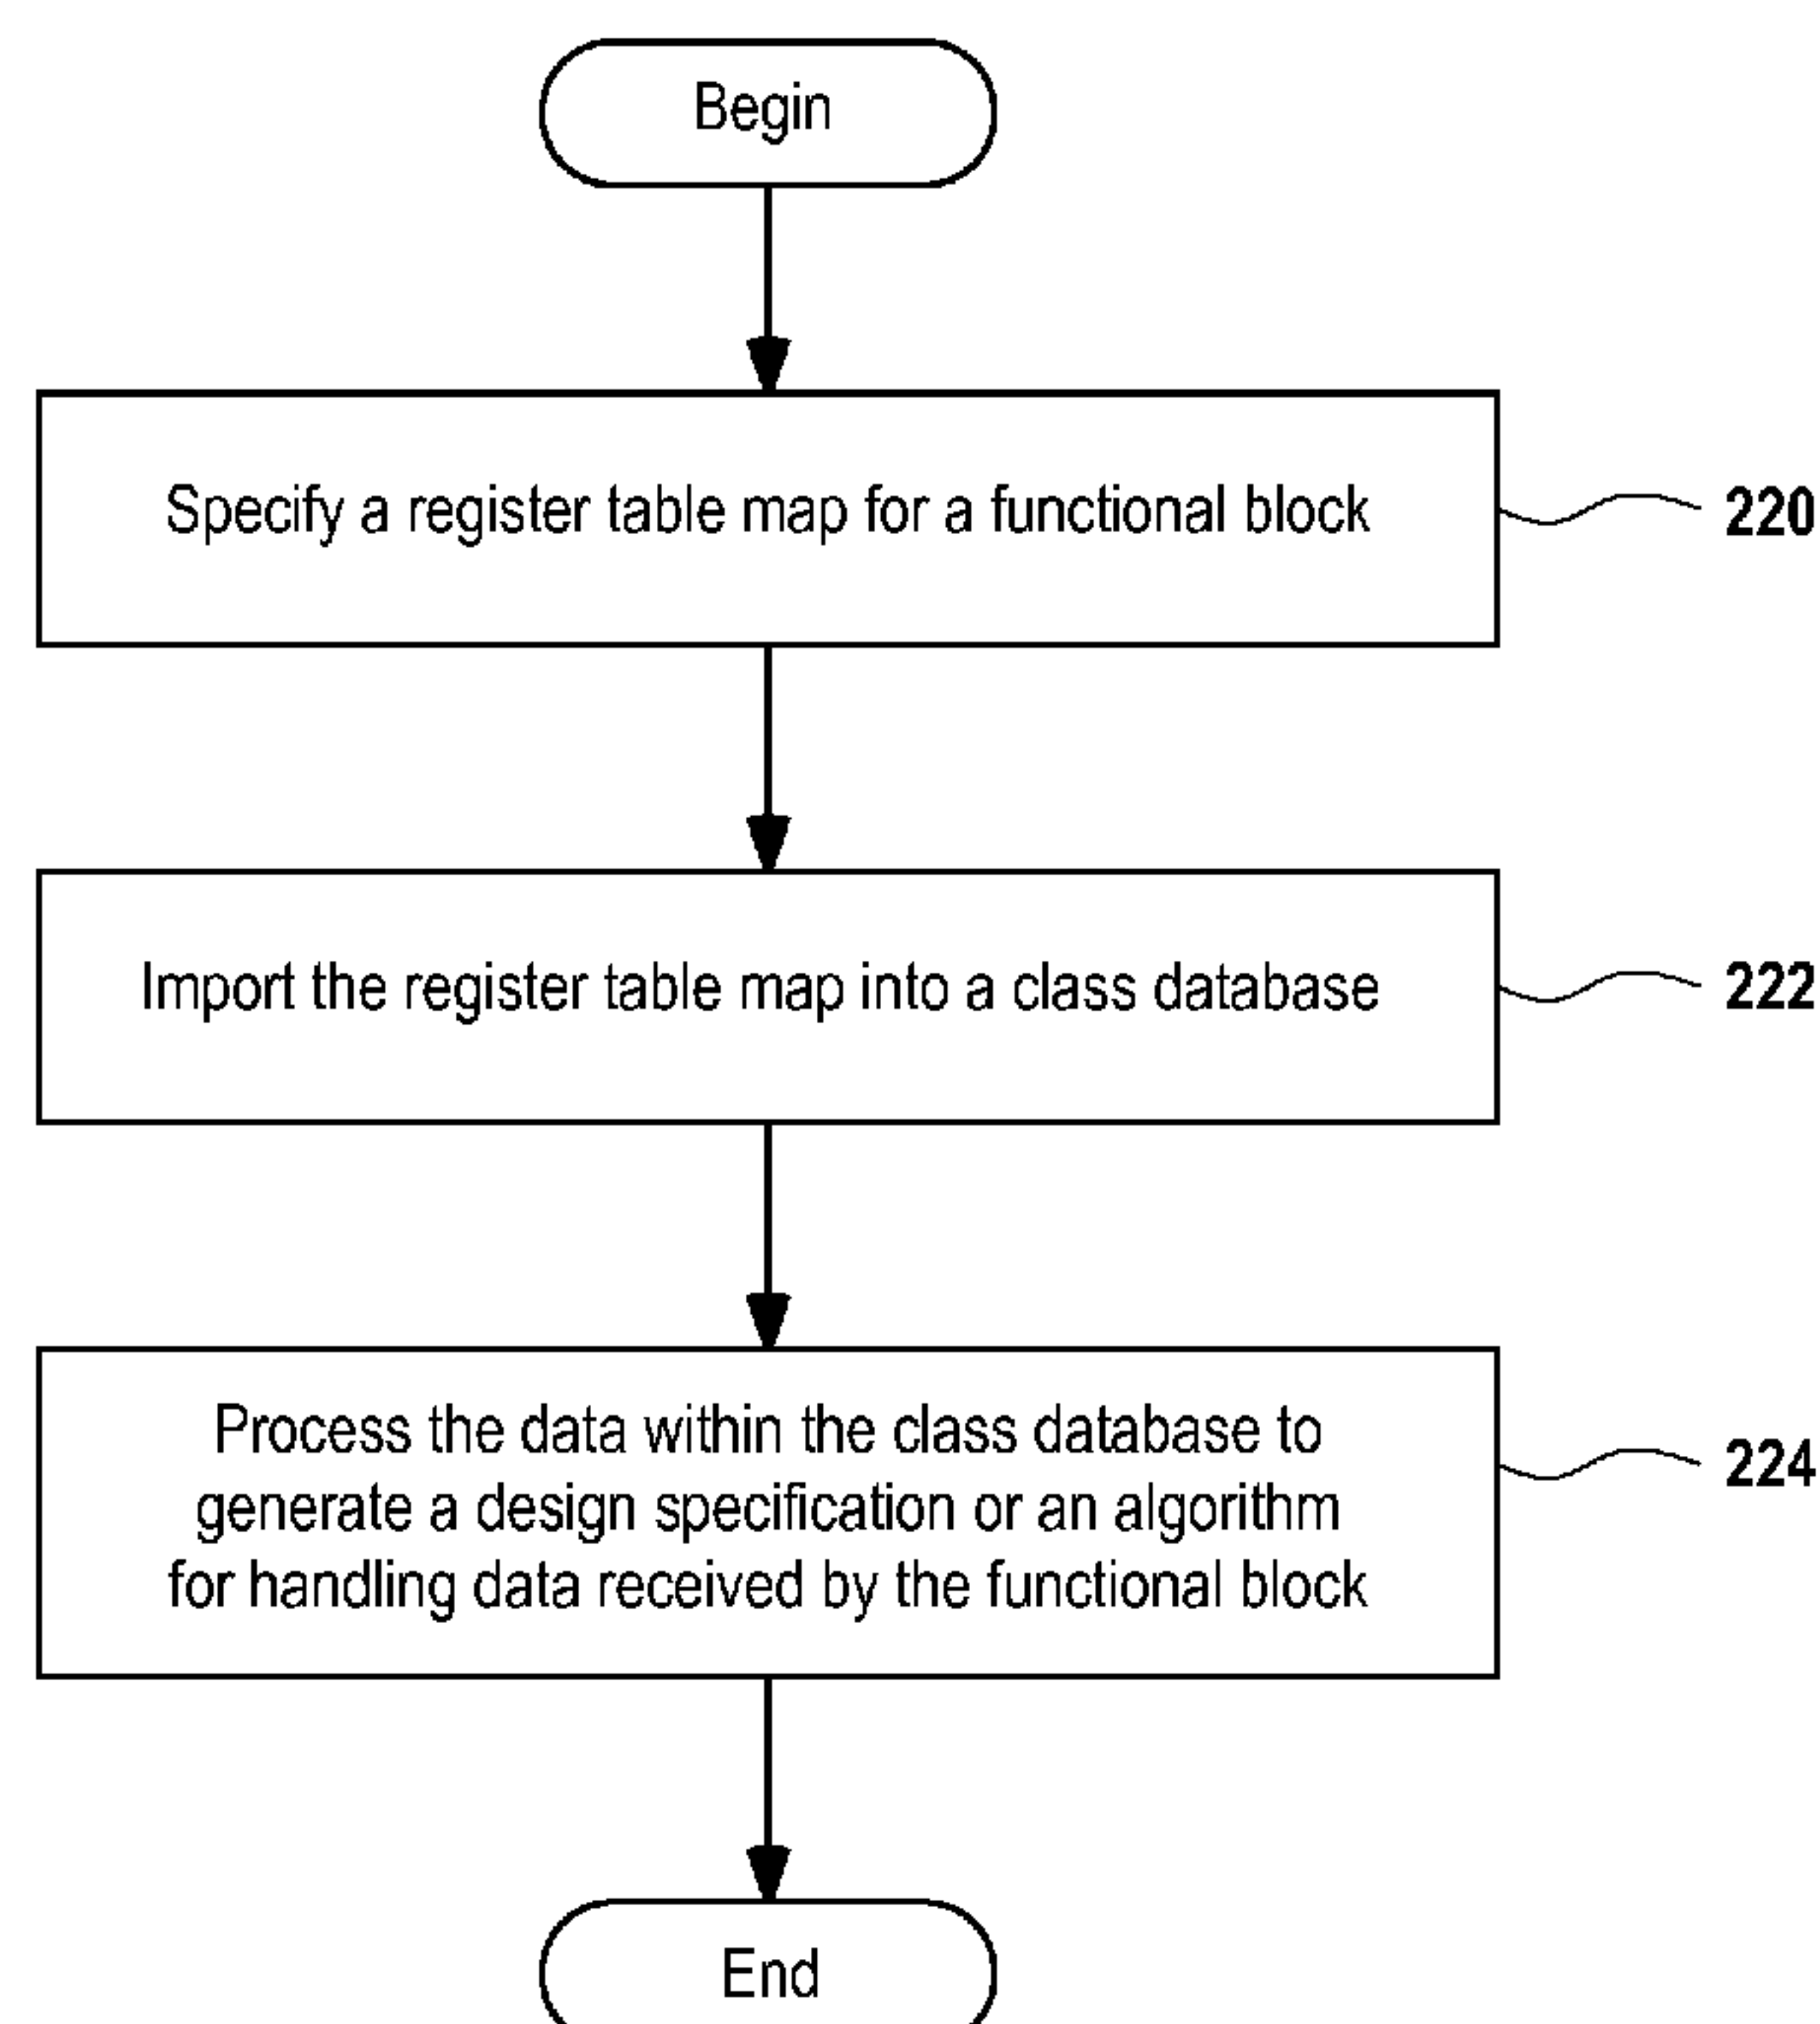 Begin
Specify a register table map for a functional block
220
Import the register table map into a class database
222
Process the data within the class database to
generate a design specification or an algorithm
for handling data received by the functional block
224
End